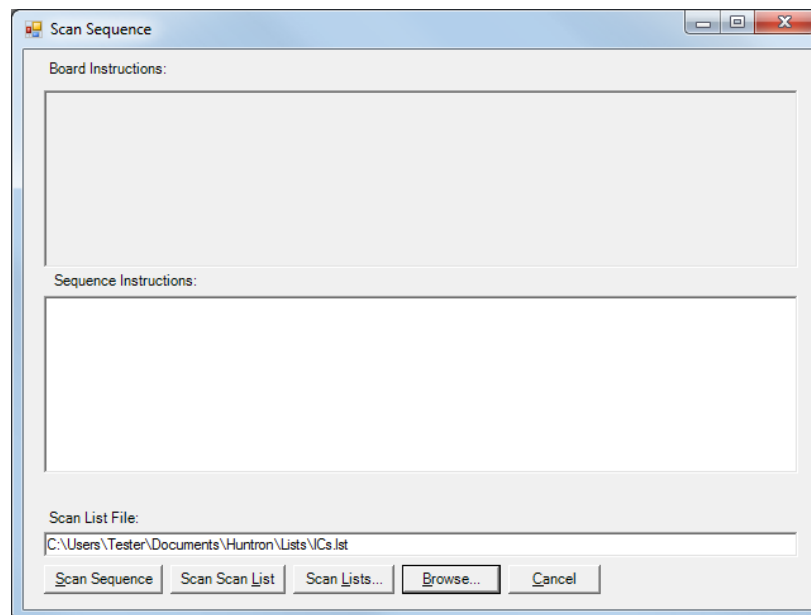 Scan Sequence
Board Instructions:
Sequence Instructions:
Scan List File:
C:\Users\Tester\Documents\Huntron\Lists\ICs.lst
Scan Sequence Scan Scan List Scan Lists... Browse... Cancel